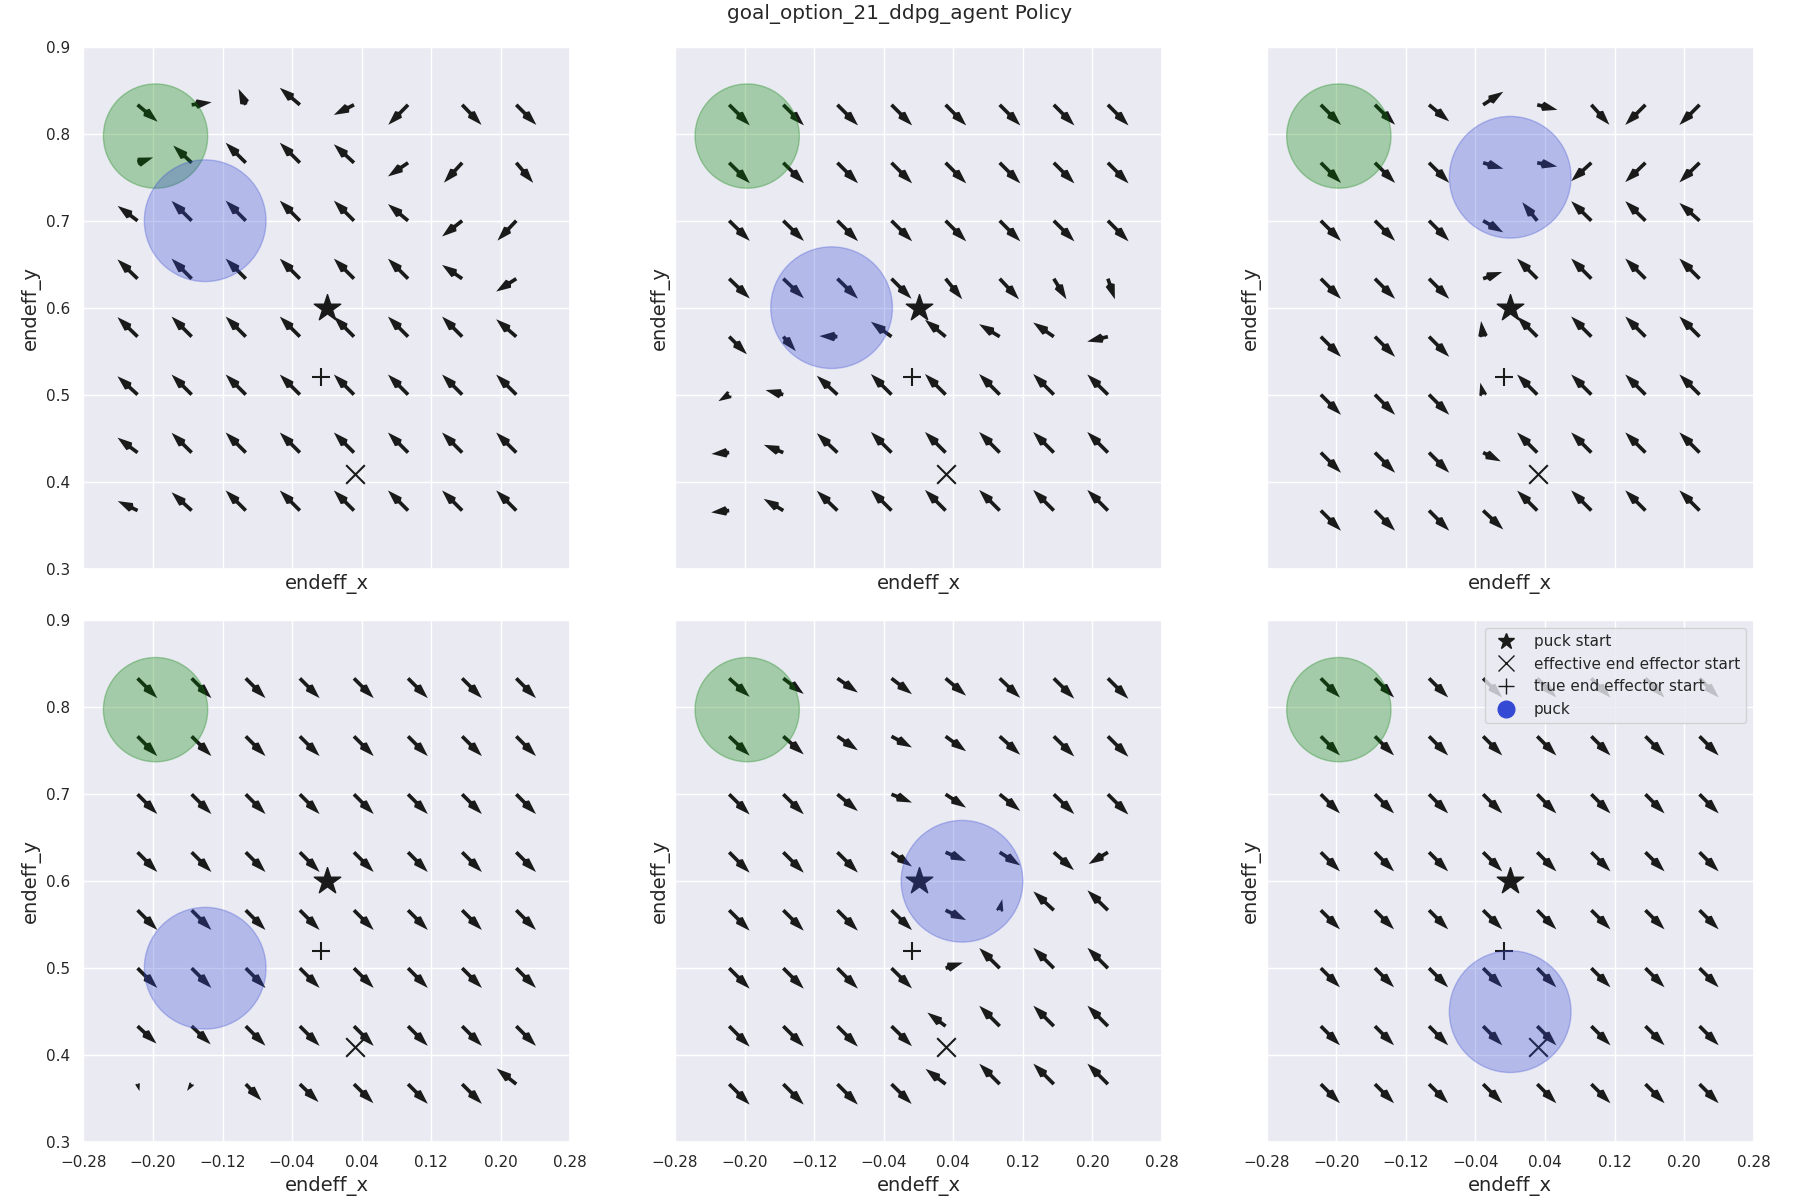 goal_option_21_ddpg_agent Policy
0.9
0.8
0.7
0.6
0.5
0.4
0.3
endeff_y
endeff_x
endeff_y
endeff_x
endeff_y
endeff_x
0.9
0.8
0.7
0.6
0.5
0.4
0.3
endeff_y
−0.28 −0.20 −0.12 −0.04 0.04 0.12 0.20 0.28
endeff_x
endeff_y
−0.28 −0.20 −0.12 −0.04 0.04 0.12 0.20 0.28
endeff_x
puck start
effective end effector start
true end effector start
puck
endeff_y
−0.28 −0.20 −0.12 −0.04 0.04 0.12 0.20 0.28
endeff_x